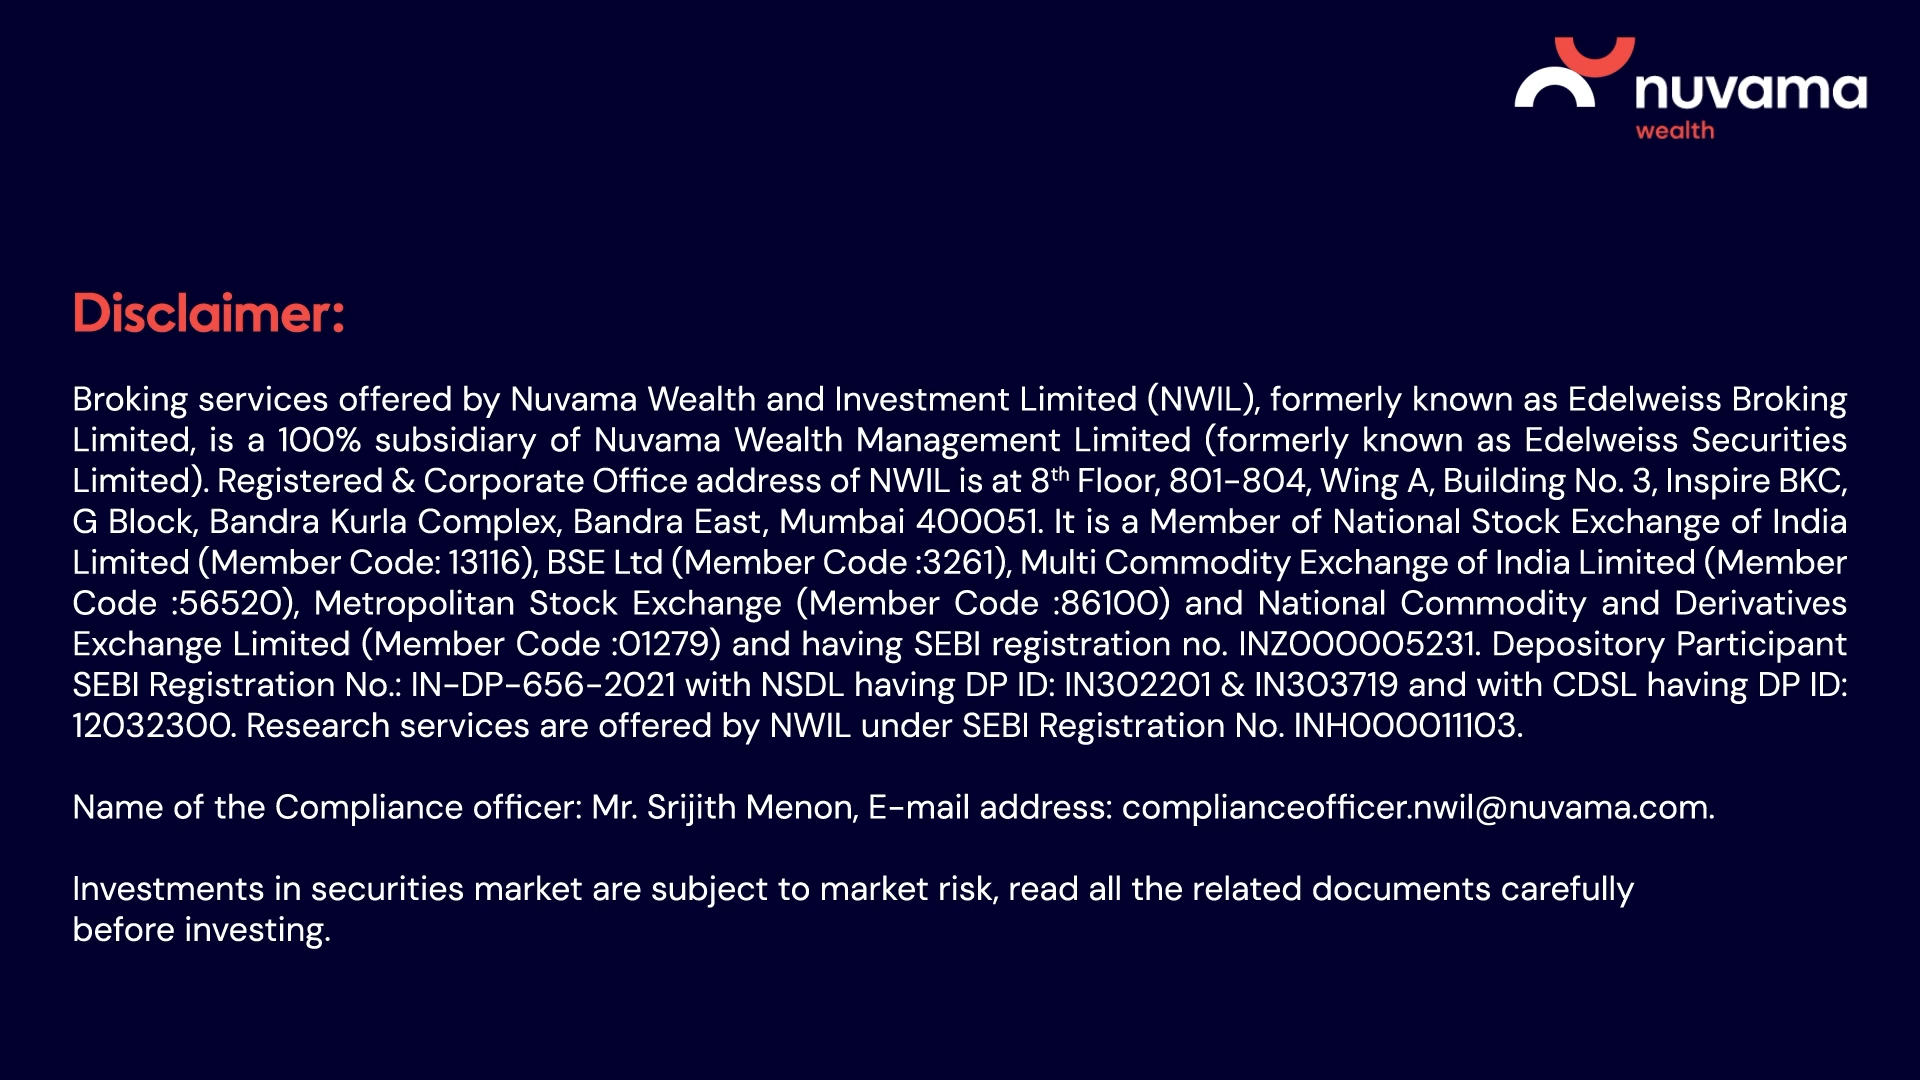 nuvama
wealth
Disclaimer:
Broking services offered by Nuvama Wealth and Investment Limited (NWIL), formerly known as Edelweiss Broking
Limited, is a 100% subsidiary of Nuvama Wealth Management Limited (formerly known as Edelweiss Securities
Limited). Registered & Corporate Office address of NWIL is at 8th Floor, 801-804, Wing A, Building No. 3, Inspire BKC,
G Block, Bandra Kurla Complex, Bandra East, Mumbai 400051. It is a Member of National Stock Exchange of India
Limited (Member Code: 13116), BSE Ltd (Member Code :3261), Multi Commodity Exchange of India Limited (Member
Code :56520), Metropolitan Stock Exchange (Member Code :86100) and National Commodity and Derivatives
Exchange Limited (Member Code :01279) and having SEBI registration no. INZ000005231. Depository Participant
SEBI Registration No.: IN-DP-656-2021 with NSDL having DP ID: IN302201 & IN303719 and with CDSL having DP ID:
12032300. Research services are offered by NWIL under SEBI Registration No. INH000011103.
Name of the Compliance officer: Mr. Srijith Menon, E-mail address: complianceofficer.nwil@nuvama.com.
Investments in securities market are subject to market risk, read all the related documents carefully
before investing.